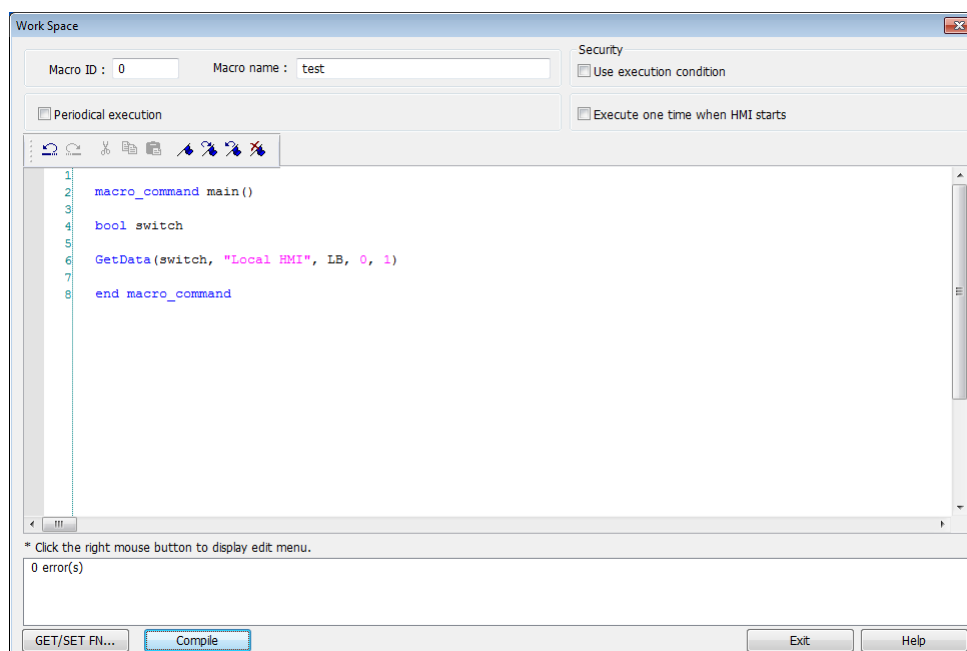 Work Space
Security
Macro ID : 0 Macro name : test
Use execution condition
Periodical execution
Execute one time when HMI starts
1
2 macro_command main()
3
4 bool switch
5
6 GetData(switch, "Local HMI", LB, 0, 1)
7
8 end macro_command
* Click the right mouse button to display edit menu.
0 error(s)
GET/SET FN... Compile Exit Help